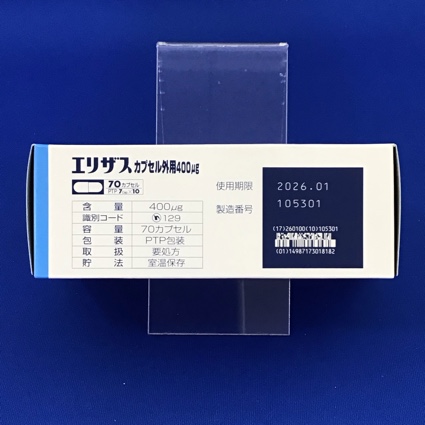 エリザス カプセル外用400μg
70カプセル
PTP 7カプセル×10
含量 400μg
識別コード 129
容量 70カプセル
包装 PTP包装
取扱 要処方
貯法 室温保存
使用期限 2026.01
製造番号 105301
(17)260100(10)105301
(01)14987173018182